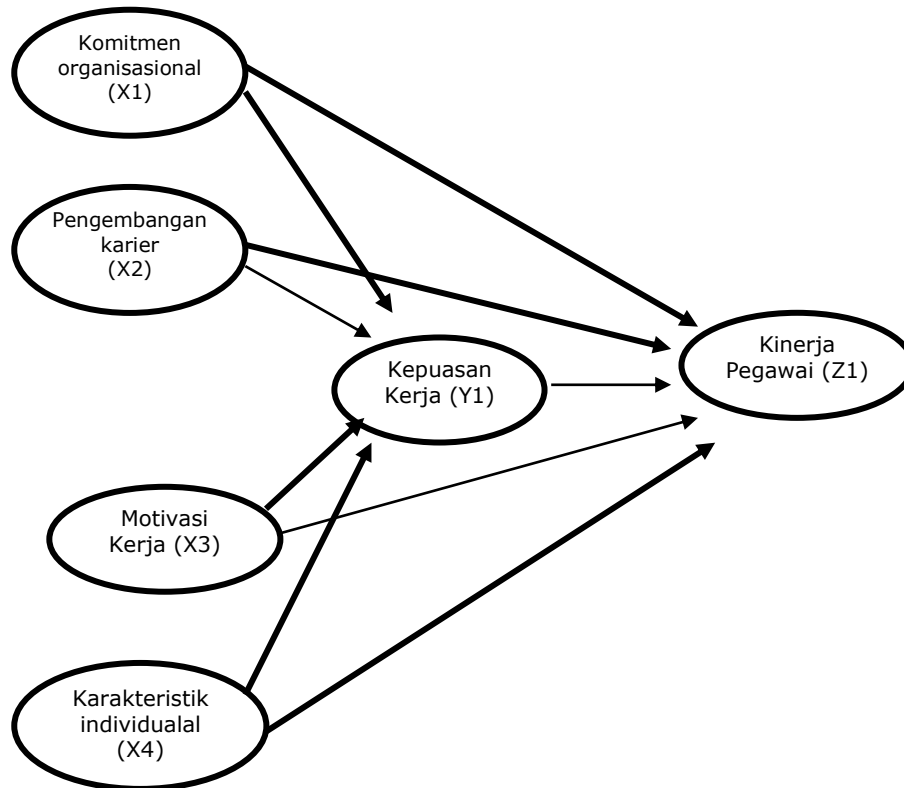 Komitmen
organisasional
(X1)
Pengembangan
karier
(X2)
Kinerja
Pegawai (Z1)
Kepuasan
Kerja (Y1)
Motivasi
Kerja (X3)
Karakteristik
individualal
(X4)